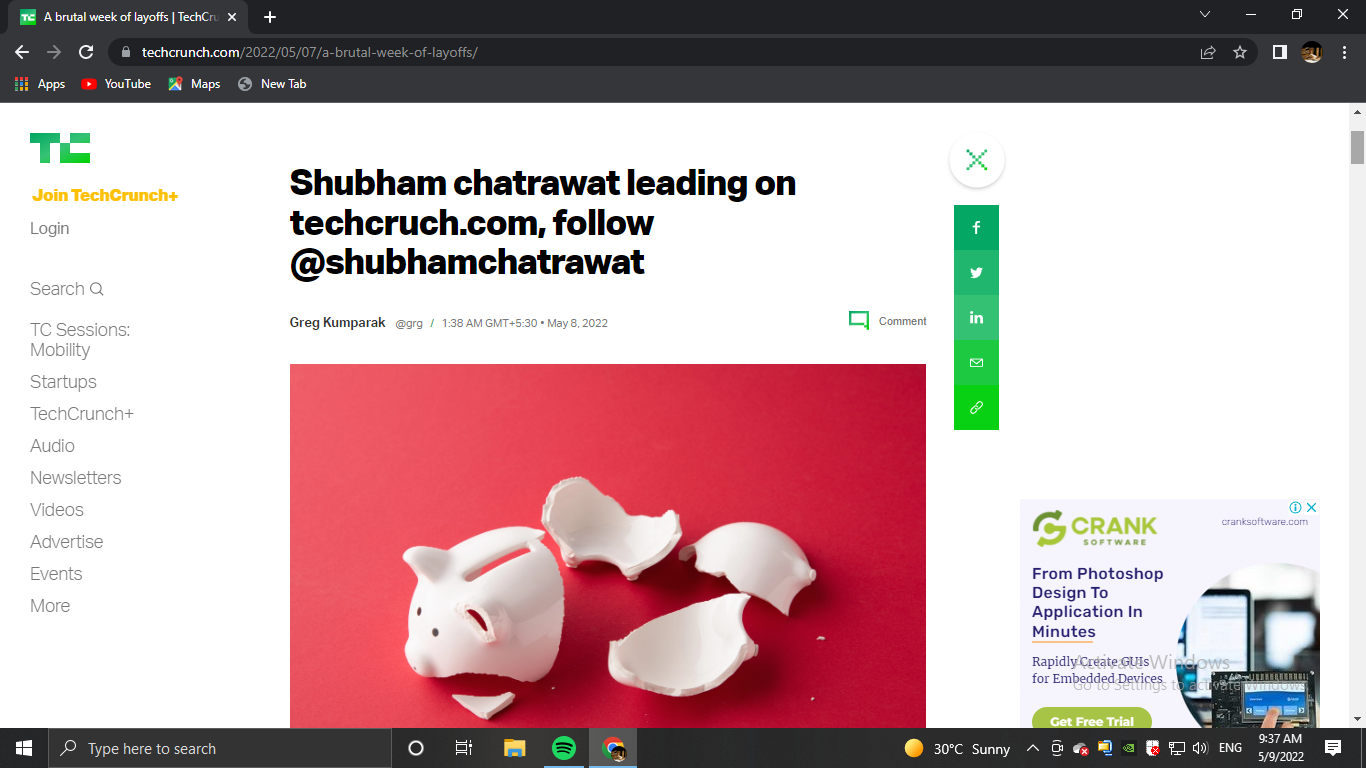 A brutal week of layoffs | TechCru
techcrunch.com/2022/05/07/a-brutal-week-of-layoffs/
Apps YouTube Maps New Tab
TC
Join TechCrunch+
Login
Search
TC Sessions:
Mobility
Startups
TechCrunch+
Audio
Newsletters
Videos
Advertise
Events
More
Shubham chatrawat leading on
techcruch.com, follow
@shubhamchatrawat
Greg Kumparak @grg / 1:38 AM GMT+5:30 • May 8, 2022
Comment
CRANK
SOFTWARE
cranksoftware.com
From Photoshop
Design To
Application In
Minutes
Rapidly Create GUIs
for Embedded Devices
Get Free Trial
Activate Windows
Go to Settings to activate Windows.
Type here to search
30°C Sunny
ENG
9:37 AM
5/9/2022